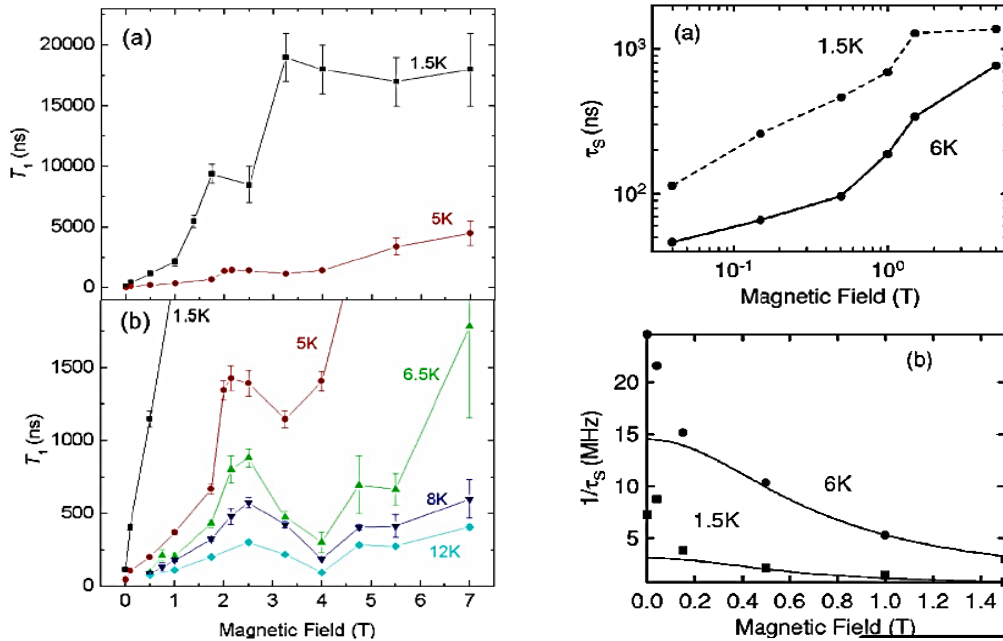 (a)
20000
15000
10000
5000
0
T₁ (ns)
1.5K
5K
(b)
1500
1000
500
0
T₁ (ns)
1.5K
5K
6.5K
8K
12K
0 1 2 3 4 5 6 7
Magnetic Field (T)
(a)
10³
10²
τS (ns)
1.5K
6K
10⁻¹ 10⁰
Magnetic Field (T)
(b)
20
15
10
5
1/τS (MHz)
6K
1.5K
0.0 0.2 0.4 0.6 0.8 1.0 1.2 1.4
Magnetic Field (T)